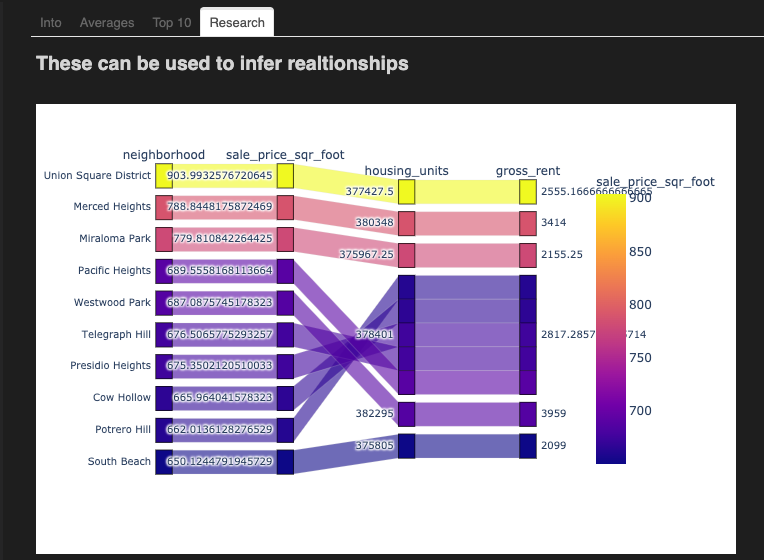 Into Averages Top 10 Research
These can be used to infer realtionships
neighborhood sale_price_sqr_foot
housing_units gross_rent
sale_price_sqr_foot
Union Square District 903.9932576720645 377427.5 2555.1666666666665
900
Merced Heights 788.8448175872469 380348 3414
Miraloma Park 779.810842264425 375967.25 2155.25
850
Pacific Heights 689.5558168113664
Westwood Park 687.0875745178323
800
Telegraph Hill 676.5065775293257 378401 2817.2857 714
750
Presidio Heights 675.3502120510033
Cow Hollow 665.964041578323
700
382295 3959
Potrero Hill 662.0136128276529
375805 2099
South Beach 650.1244791945729